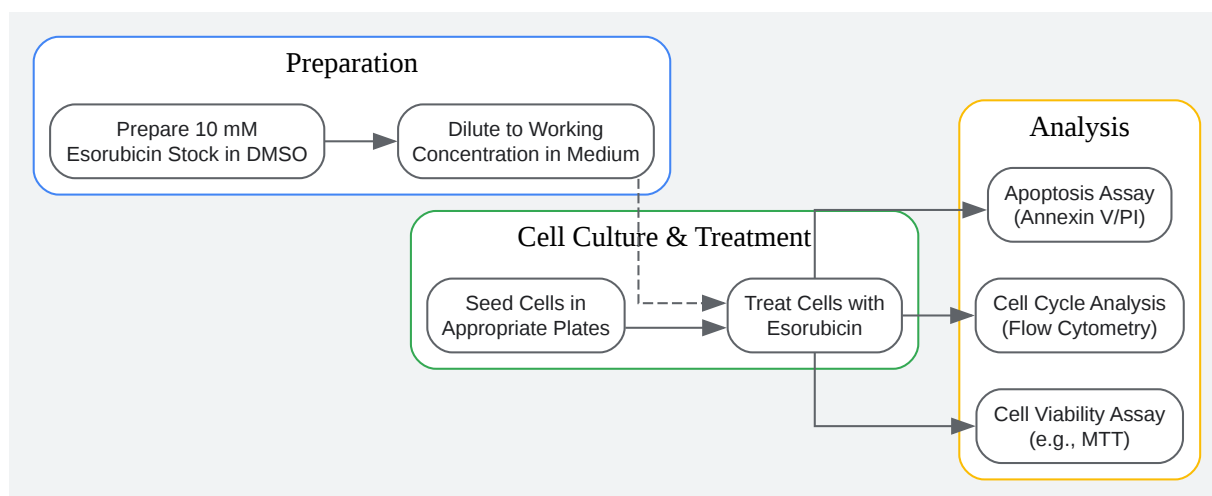 Preparation
Prepare 10 mM
Esorubicin Stock in DMSO
Dilute to Working
Concentration in Medium
Cell Culture & Treatment
Seed Cells in
Appropriate Plates
Treat Cells with
Esorubicin
Analysis
Apoptosis Assay
(Annexin V/PI)
Cell Cycle Analysis
(Flow Cytometry)
Cell Viability Assay
(e.g., MTT)